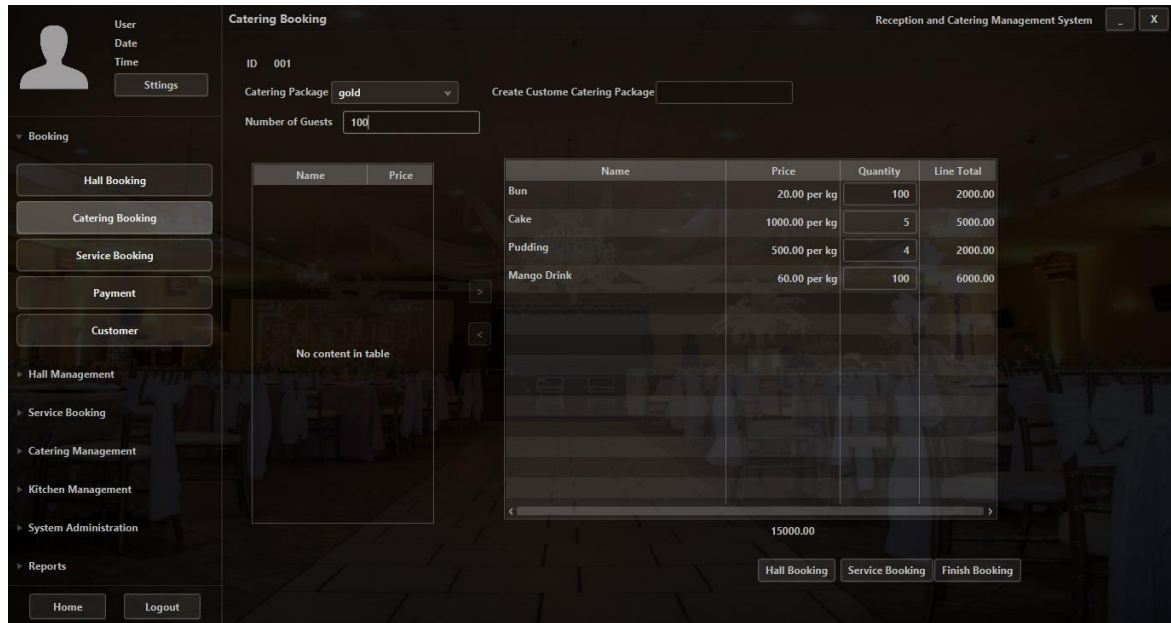 User
Date
Time
Sttings
Booking
Hall Booking
Catering Booking
Service Booking
Payment
Customer
Hall Management
Service Booking
Catering Management
Kitchen Management
System Administration
Reports
Home Logout
Catering Booking Reception and Catering Management System _ X
ID 001
Catering Package gold Create Custome Catering Package
Number of Guests 100
Name Price
No content in table
>
<
Name Price Quantity Line Total
Bun 20.00 per kg 100 2000.00
Cake 1000.00 per kg 5 5000.00
Pudding 500.00 per kg 4 2000.00
Mango Drink 60.00 per kg 100 6000.00
15000.00
Hall Booking Service Booking Finish Booking